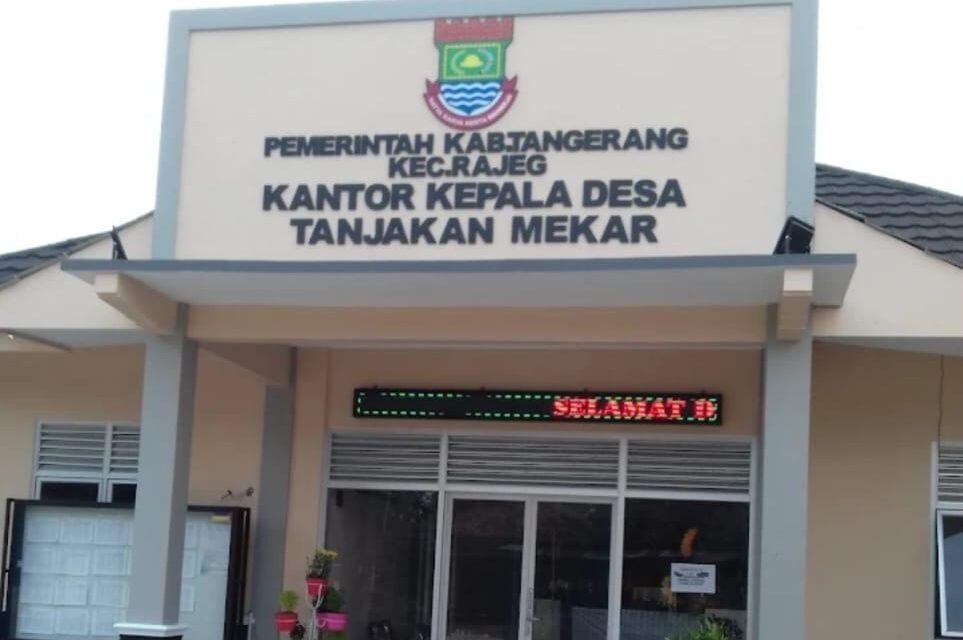 PEMERINTAH KAB.TANGERANG
KEC.RAJEG
KANTOR KEPALA DESA
TANJAKAN MEKAR
SELAMAT D